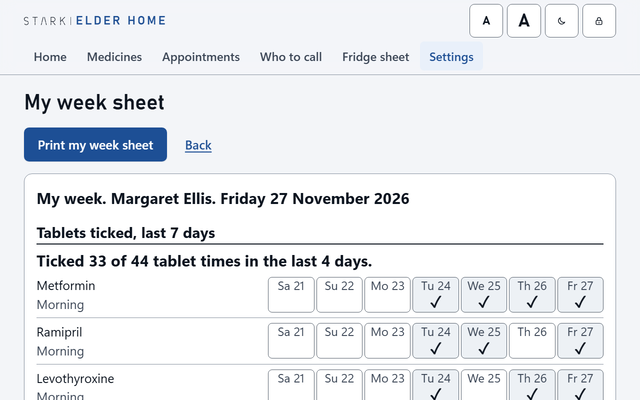 STARK ELDER HOME
A
A
Home Medicines Appointments Who to call Fridge sheet Settings
My week sheet
Print my week sheet Back
My week. Margaret Ellis. Friday 27 November 2026
Tablets ticked, last 7 days
Ticked 33 of 44 tablet times in the last 4 days.
Metformin
Morning
Sa 21 Su 22 Mo 23 Tu 24 ✓ We 25 ✓ Th 26 ✓ Fr 27 ✓
Ramipril
Morning
Sa 21 Su 22 Mo 23 Tu 24 ✓ We 25 ✓ Th 26 Fr 27 ✓
Levothyroxine
Morning
Sa 21 Su 22 Mo 23 Tu 24 ✓ We 25 Th 26 ✓ Fr 27 ✓